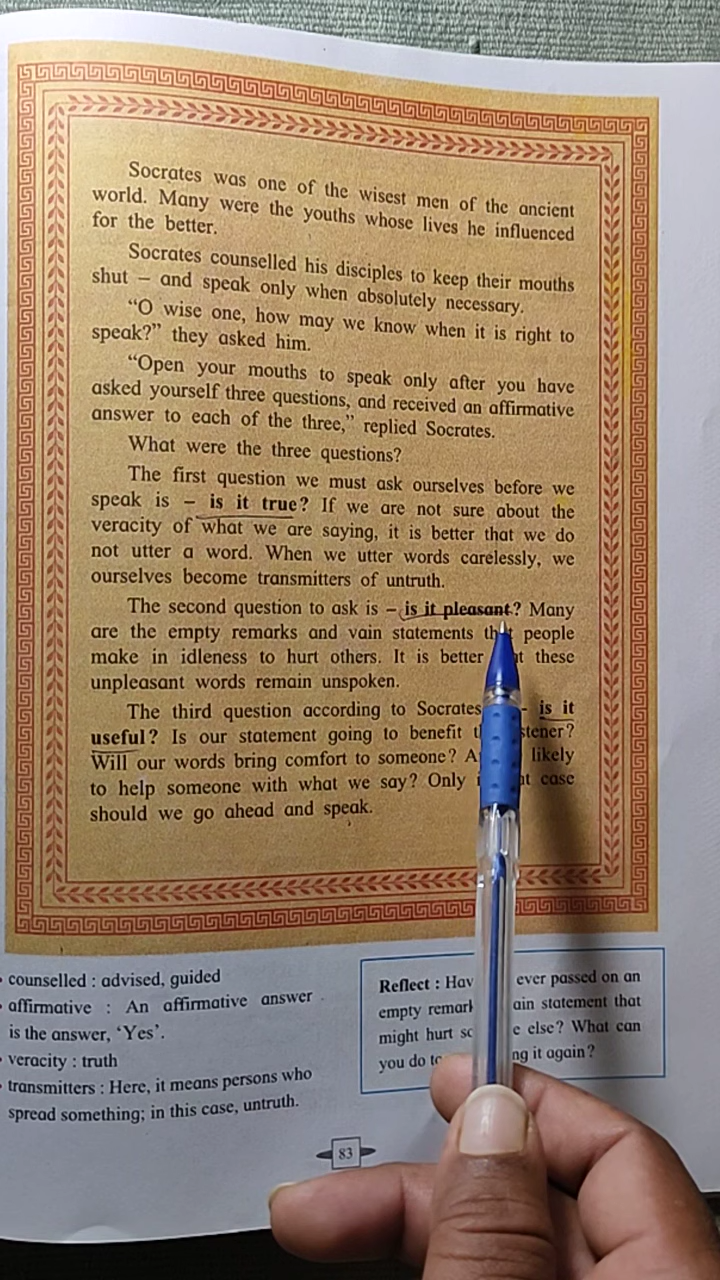 Socrates was one of the wisest men of the ancient
world. Many were the youths whose lives he influenced
for the better.
Socrates counselled his disciples to keep their mouths
shut – and speak only when absolutely necessary.
“O wise one, how may we know when it is right to
speak?” they asked him.
“Open your mouths to speak only after you have
asked yourself three questions, and received an affirmative
answer to each of the three,” replied Socrates.
What were the three questions?
The first question we must ask ourselves before we
speak is – is it true? If we are not sure about the
veracity of what we are saying, it is better that we do
not utter a word. When we utter words carelessly, we
ourselves become transmitters of untruth.
The second question to ask is – is it pleasant? Many
are the empty remarks and vain statements that people
make in idleness to hurt others. It is better these
unpleasant words remain unspoken.
The third question according to Socrates – is it
useful? Is our statement going to benefit
Will our words bring comfort to someone? likely
to help someone with what we say? Only case
should we go ahead and speak.
• counselled : advised, guided
• affirmative : An affirmative answer
is the answer, ‘Yes’.
• veracity : truth
• transmitters : Here, it means persons who
spread something; in this case, untruth.
Reflect : ever passed on an
empty statement that
might hurt else? What can
you do it again?
83